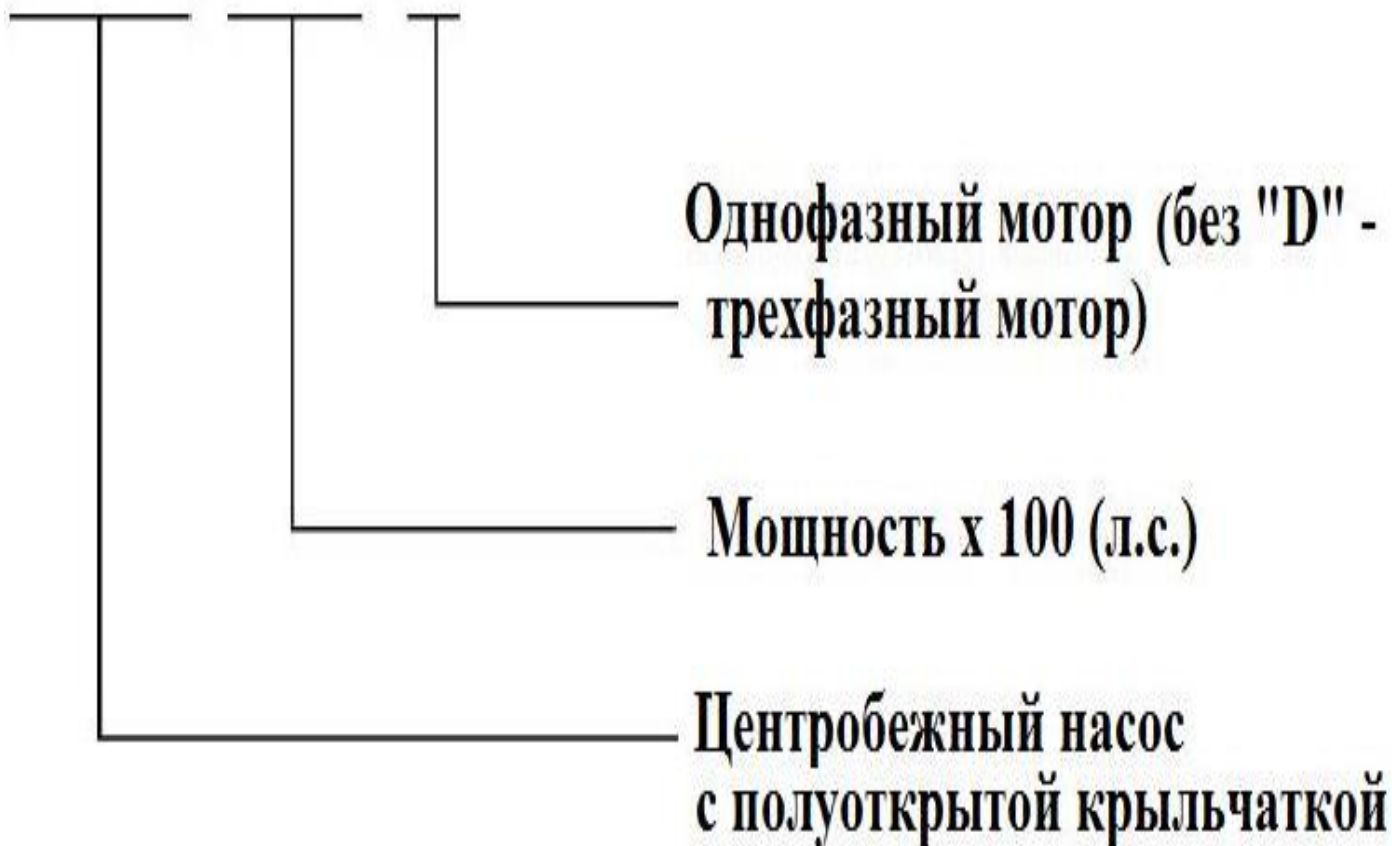 Однофазный мотор (без "D" -
трехфазный мотор)
Мощность х 100 (л.с.)
Центробежный насос
с полуоткрытой крыльчаткой